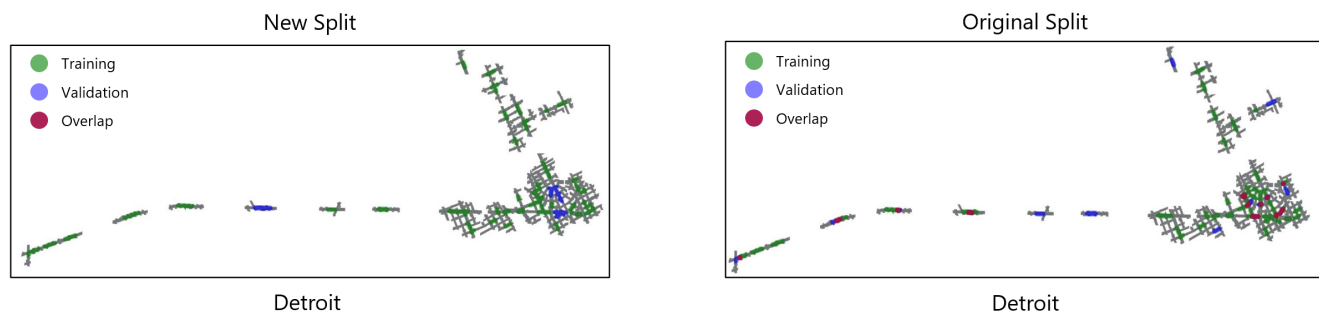 New Split
Training
Validation
Overlap
Detroit
Original Split
Training
Validation
Overlap
Detroit